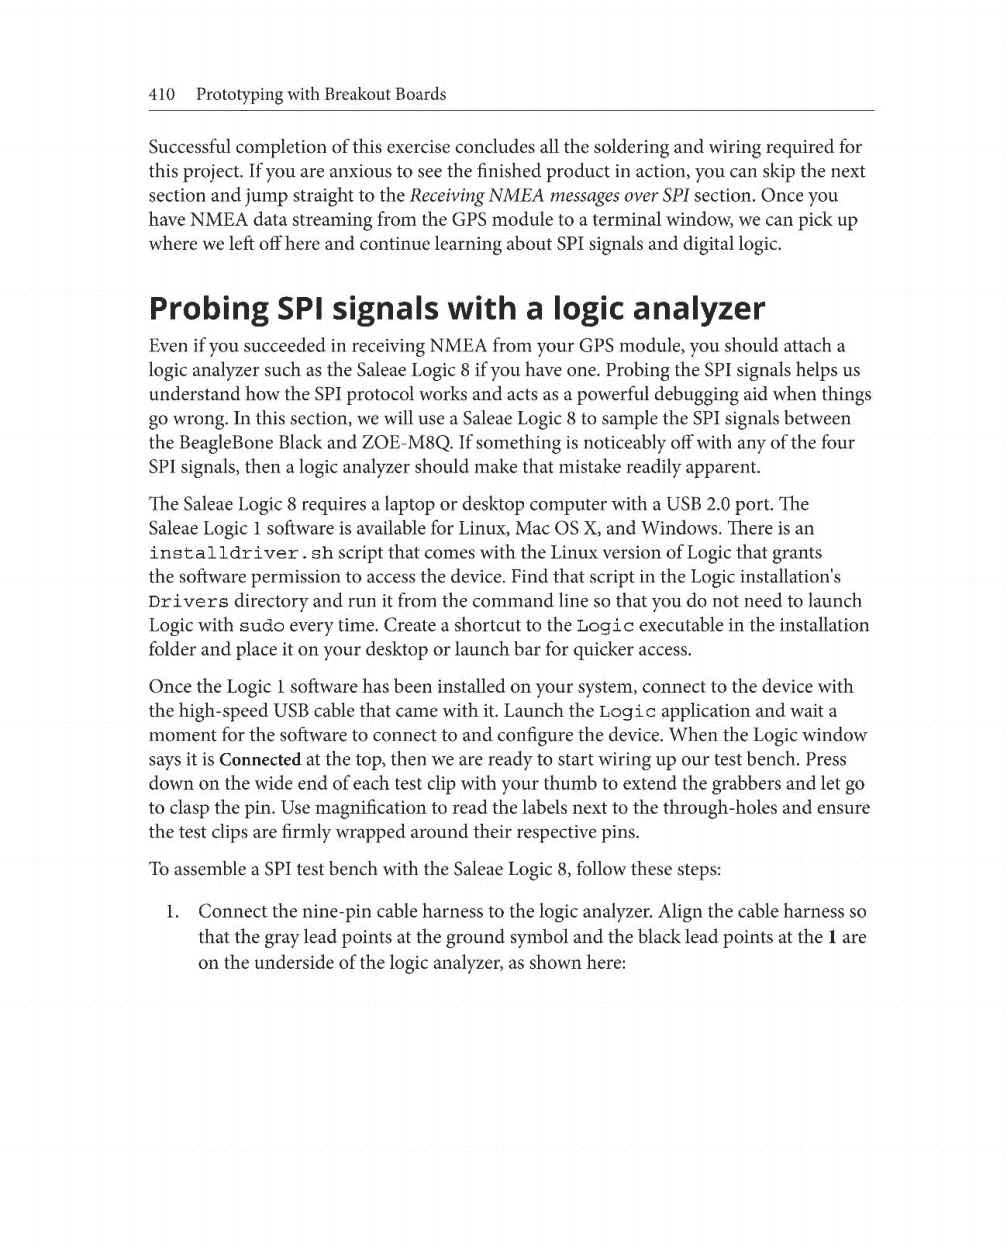 410 Prototyping with Breakout Boards
Successful completion of this exercise concludes all the soldering and wiring required for
this project. If you are anxious to see the finished product in action, you can skip the next
section and jump straight to the Receiving NMEA messages over SPI section. Once you
have NMEA data streaming from the GPS module to a terminal window, we can pick up
where we left off here and continue learning about SPI signals and digital logic.
Probing SPI signals with a logic analyzer
Even if you succeeded in receiving NMEA from your GPS module, you should attach a
logic analyzer such as the Saleae Logic 8 if you have one. Probing the SPI signals helps us
understand how the SPI protocol works and acts as a powerful debugging aid when things
go wrong. In this section, we will use a Saleae Logic 8 to sample the SPI signals between
the BeagleBone Black and ZOE-M8Q. If something is noticeably off with any of the four
SPI signals, then a logic analyzer should make that mistake readily apparent.
The Saleae Logic 8 requires a laptop or desktop computer with a USB 2.0 port. The
Saleae Logic 1 software is available for Linux, Mac OS X, and Windows. There is an
installdriver.sh script that comes with the Linux version of Logic that grants
the software permission to access the device. Find that script in the Logic installation's
Drivers directory and run it from the command line so that you do not need to launch
Logic with sudo every time. Create a shortcut to the Logic executable in the installation
folder and place it on your desktop or launch bar for quicker access.
Once the Logic 1 software has been installed on your system, connect to the device with
the high-speed USB cable that came with it. Launch the Logic application and wait a
moment for the software to connect to and configure the device. When the Logic window
says it is Connected at the top, then we are ready to start wiring up our test bench. Press
down on the wide end of each test clip with your thumb to extend the grabbers and let go
to clasp the pin. Use magnification to read the labels next to the through-holes and ensure
the test clips are firmly wrapped around their respective pins.
To assemble a SPI test bench with the Saleae Logic 8, follow these steps:
1. Connect the nine-pin cable harness to the logic analyzer. Align the cable harness so
that the gray lead points at the ground symbol and the black lead points at the 1 are
on the underside of the logic analyzer, as shown here: